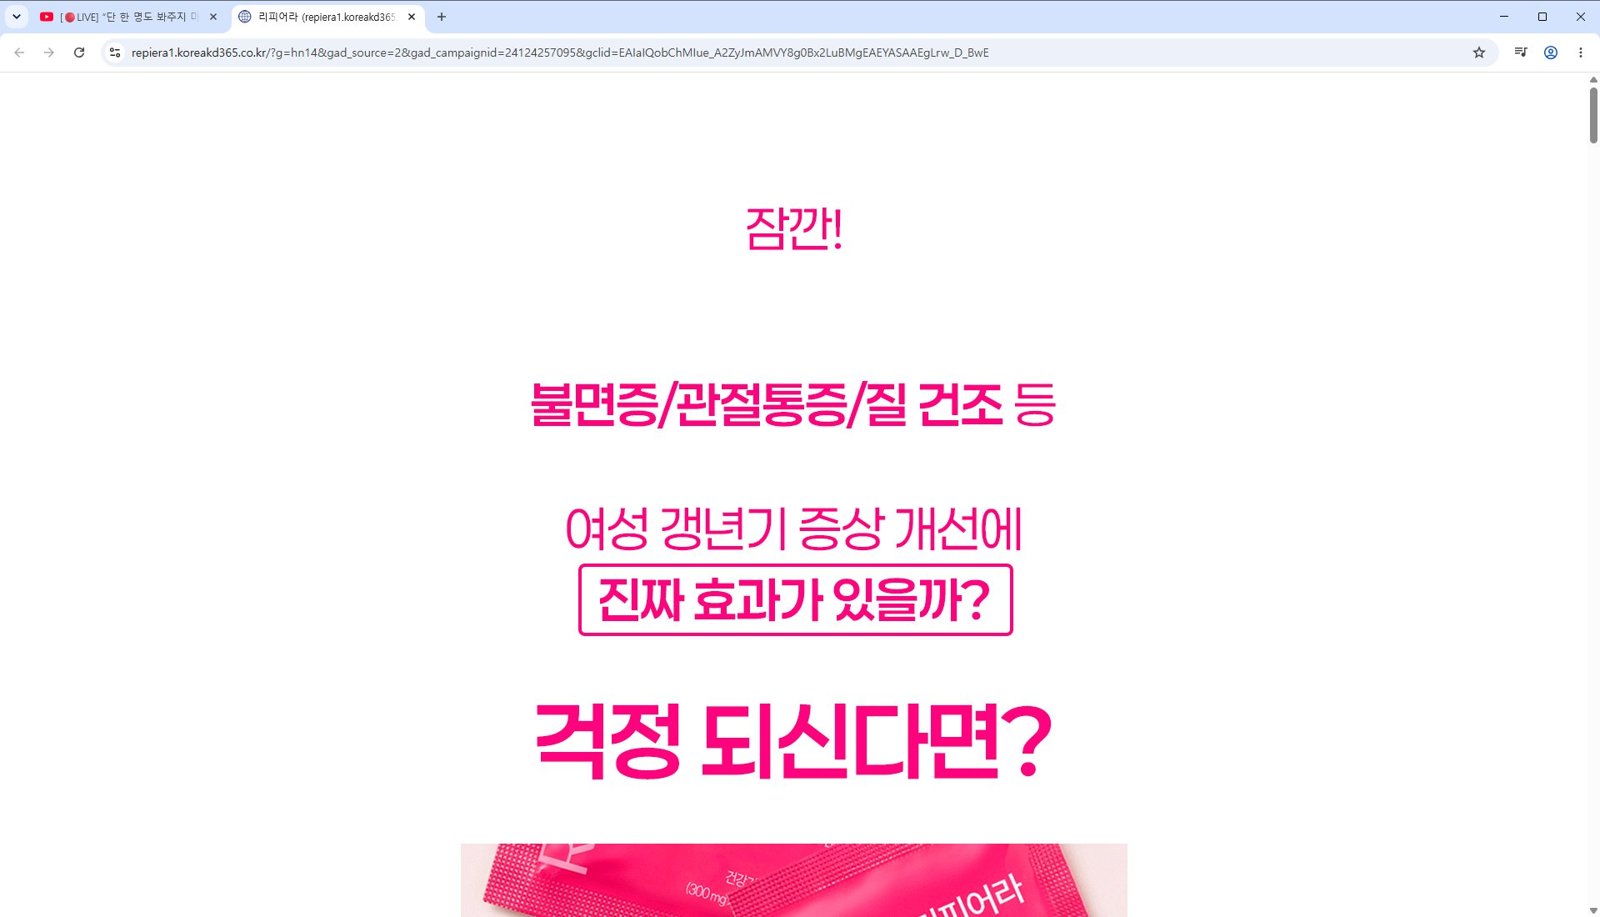 [🔴LIVE] “단 한 명도 봐주지
리피어라 (repiera1.koreakd365
repiera1.koreakd365.co.kr/?g=hn14&gad_source=2&gad_campaignid=24124257095&gclid=EAIaIQobChMIue_A2ZyJmAMVY8g0Bx2LuBMgEAEYASAAEgLrw_D_BwE
잠깐!
불면증/관절통증/질 건조 등
여성 갱년기 증상 개선에
진짜 효과가 있을까?
걱정 되신다면?
(300 mg
리피어라